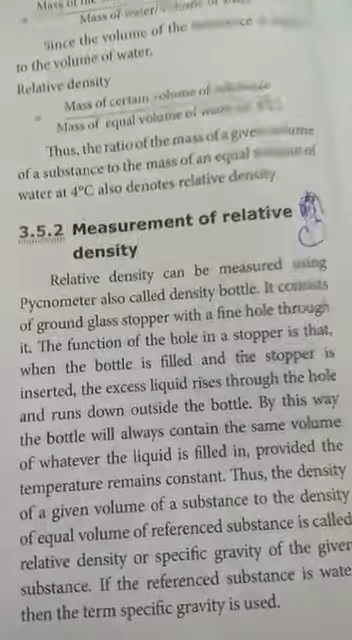 Mass of the
Mass of water
Since the volume of the
to the volume of water.
Relative density
Mass of certain volume of substance
= Mass of equal volume of water
Thus, the ratio of the mass of a given volume
of a substance to the mass of an equal volume of
water at 4°C also denotes relative density
3.5.2 Measurement of relative
density
Relative density can be measured using
Pycnometer also called density bottle. It consists
of ground glass stopper with a fine hole through
it. The function of the hole in a stopper is that,
when the bottle is filled and the stopper is
inserted, the excess liquid rises through the hole
and runs down outside the bottle. By this way
the bottle will always contain the same volume
of whatever the liquid is filled in, provided the
temperature remains constant. Thus, the density
of a given volume of a substance to the density
of equal volume of referenced substance is called
relative density or specific gravity of the given
substance. If the referenced substance is wate
then the term specific gravity is used.